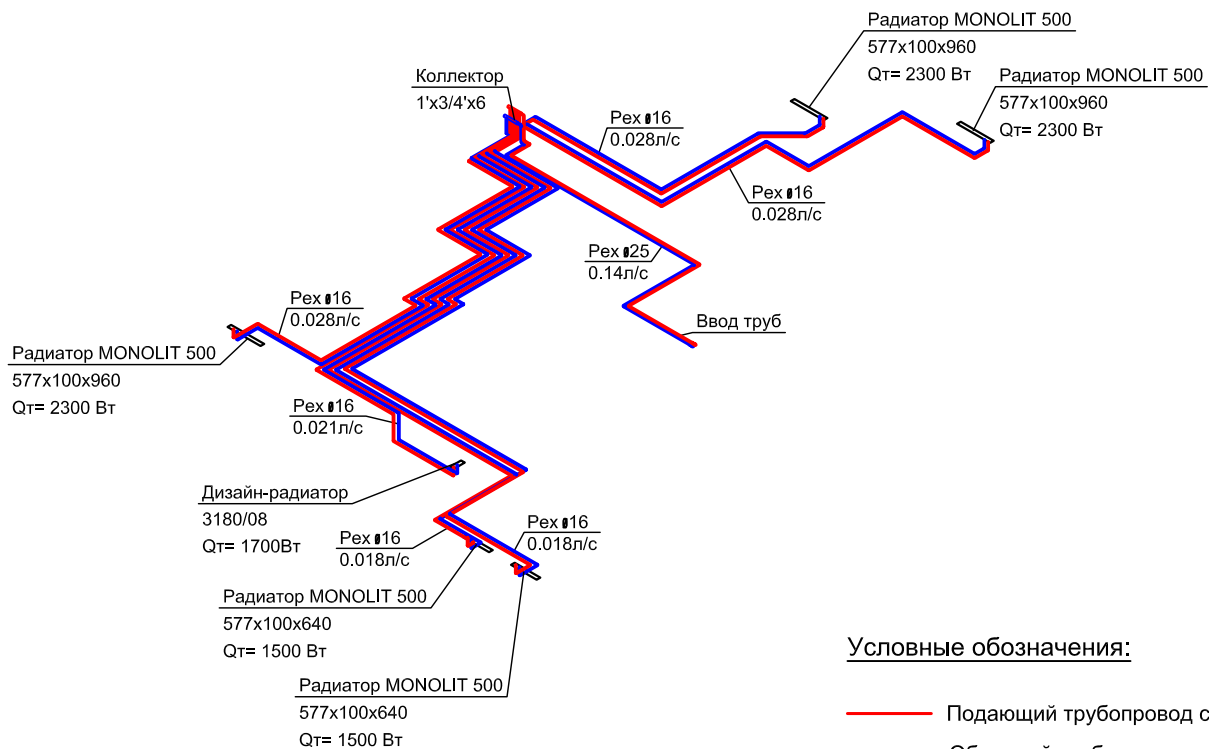 Радиатор MONOLIT 500
577х100х960
Qт= 2300 Вт
Радиатор MONOLIT 500
577х100х960
Qт= 2300 Вт
Коллектор
1'х3/4'х6
Pex ø16
0.028л/с
Pex ø16
0.028л/с
Pex ø25
0.14л/с
Ввод труб
Pex ø16
0.028л/с
Радиатор MONOLIT 500
577х100х960
Qт= 2300 Вт
Pex ø16
0.021л/с
Дизайн-радиатор
3180/08
Qт= 1700Вт
Pex ø16
0.018л/с
Pex ø16
0.018л/с
Радиатор MONOLIT 500
577х100х640
Qт= 1500 Вт
Радиатор MONOLIT 500
577х100х640
Qт= 1500 Вт
Условные обозначения:
Подающий трубопровод с